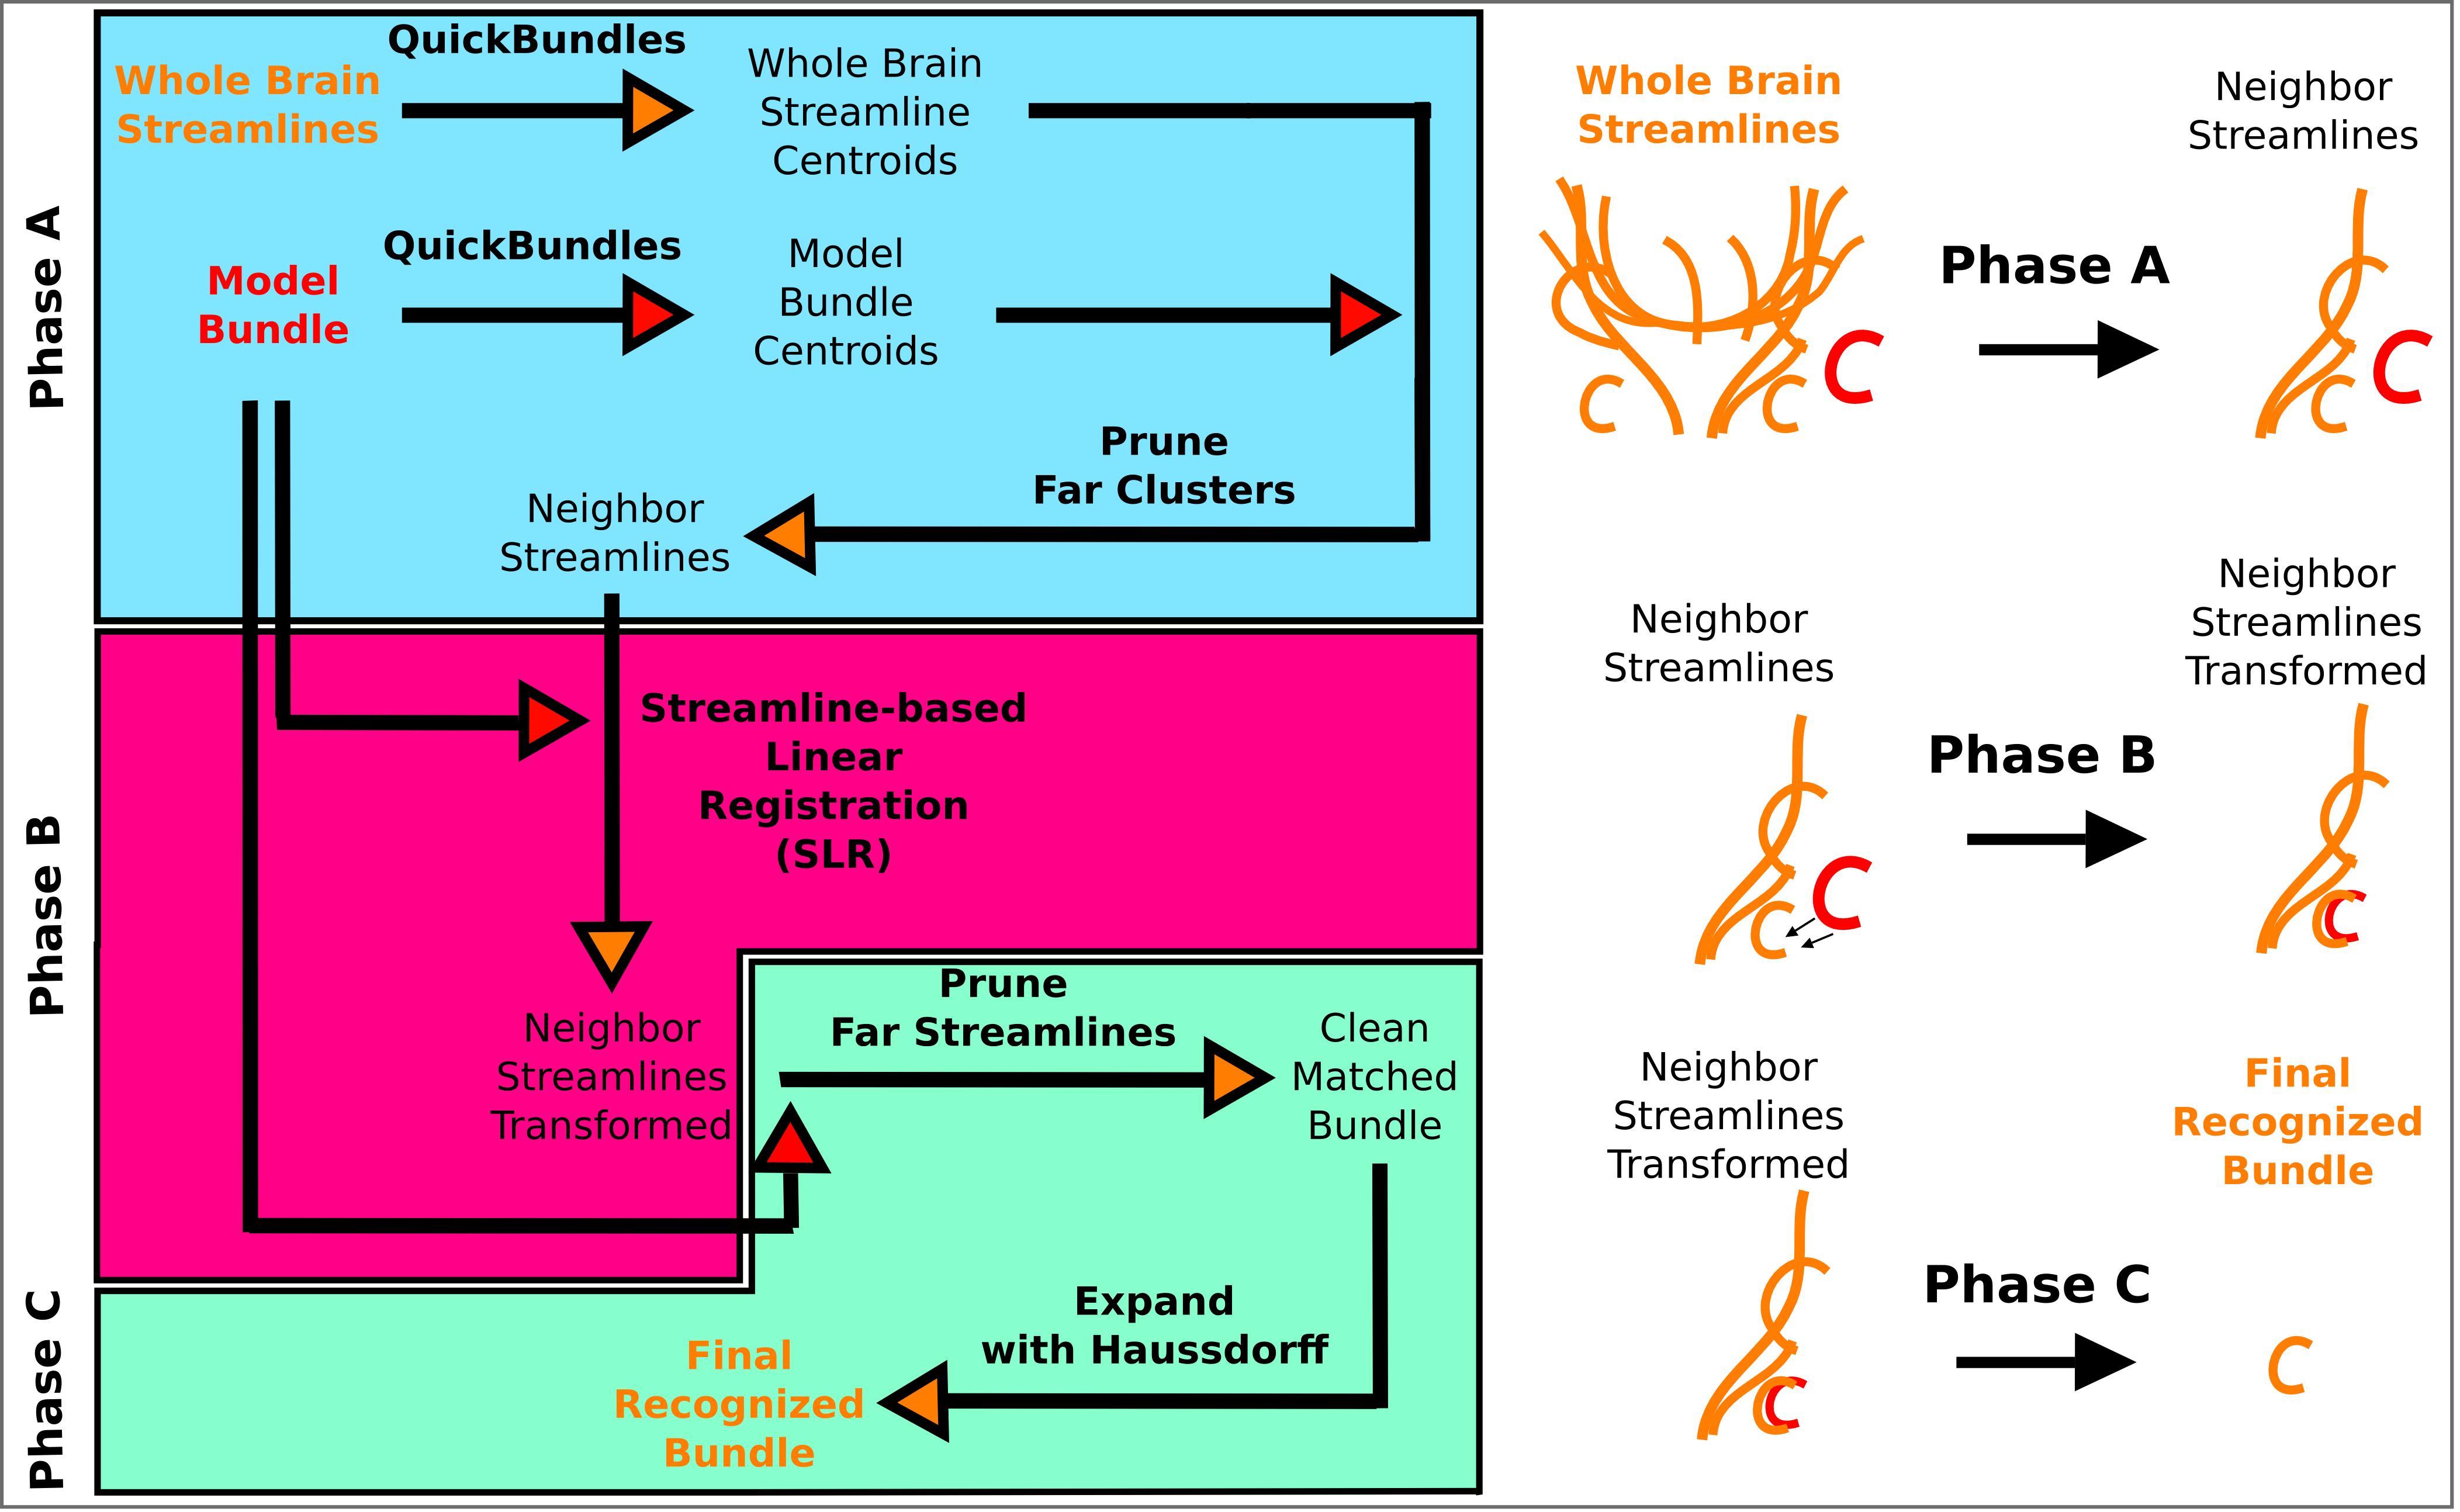 Phase A
QuickBundles
Whole Brain
Streamlines
Whole Brain
Streamline
Centroids
QuickBundles
Model
Bundle
Model
Bundle
Centroids
Prune
Far Clusters
Neighbor
Streamlines
Phase B
Streamline-based
Linear
Registration
(SLR)
Neighbor
Streamlines
Transformed
Phase C
Prune
Far Streamlines
Clean
Matched
Bundle
Expand
with Haussdorff
Final
Recognized
Bundle
Whole Brain
Streamlines
Phase A
Neighbor
Streamlines
Neighbor
Streamlines
Phase B
Neighbor
Streamlines
Transformed
Neighbor
Streamlines
Transformed
Phase C
Final
Recognized
Bundle